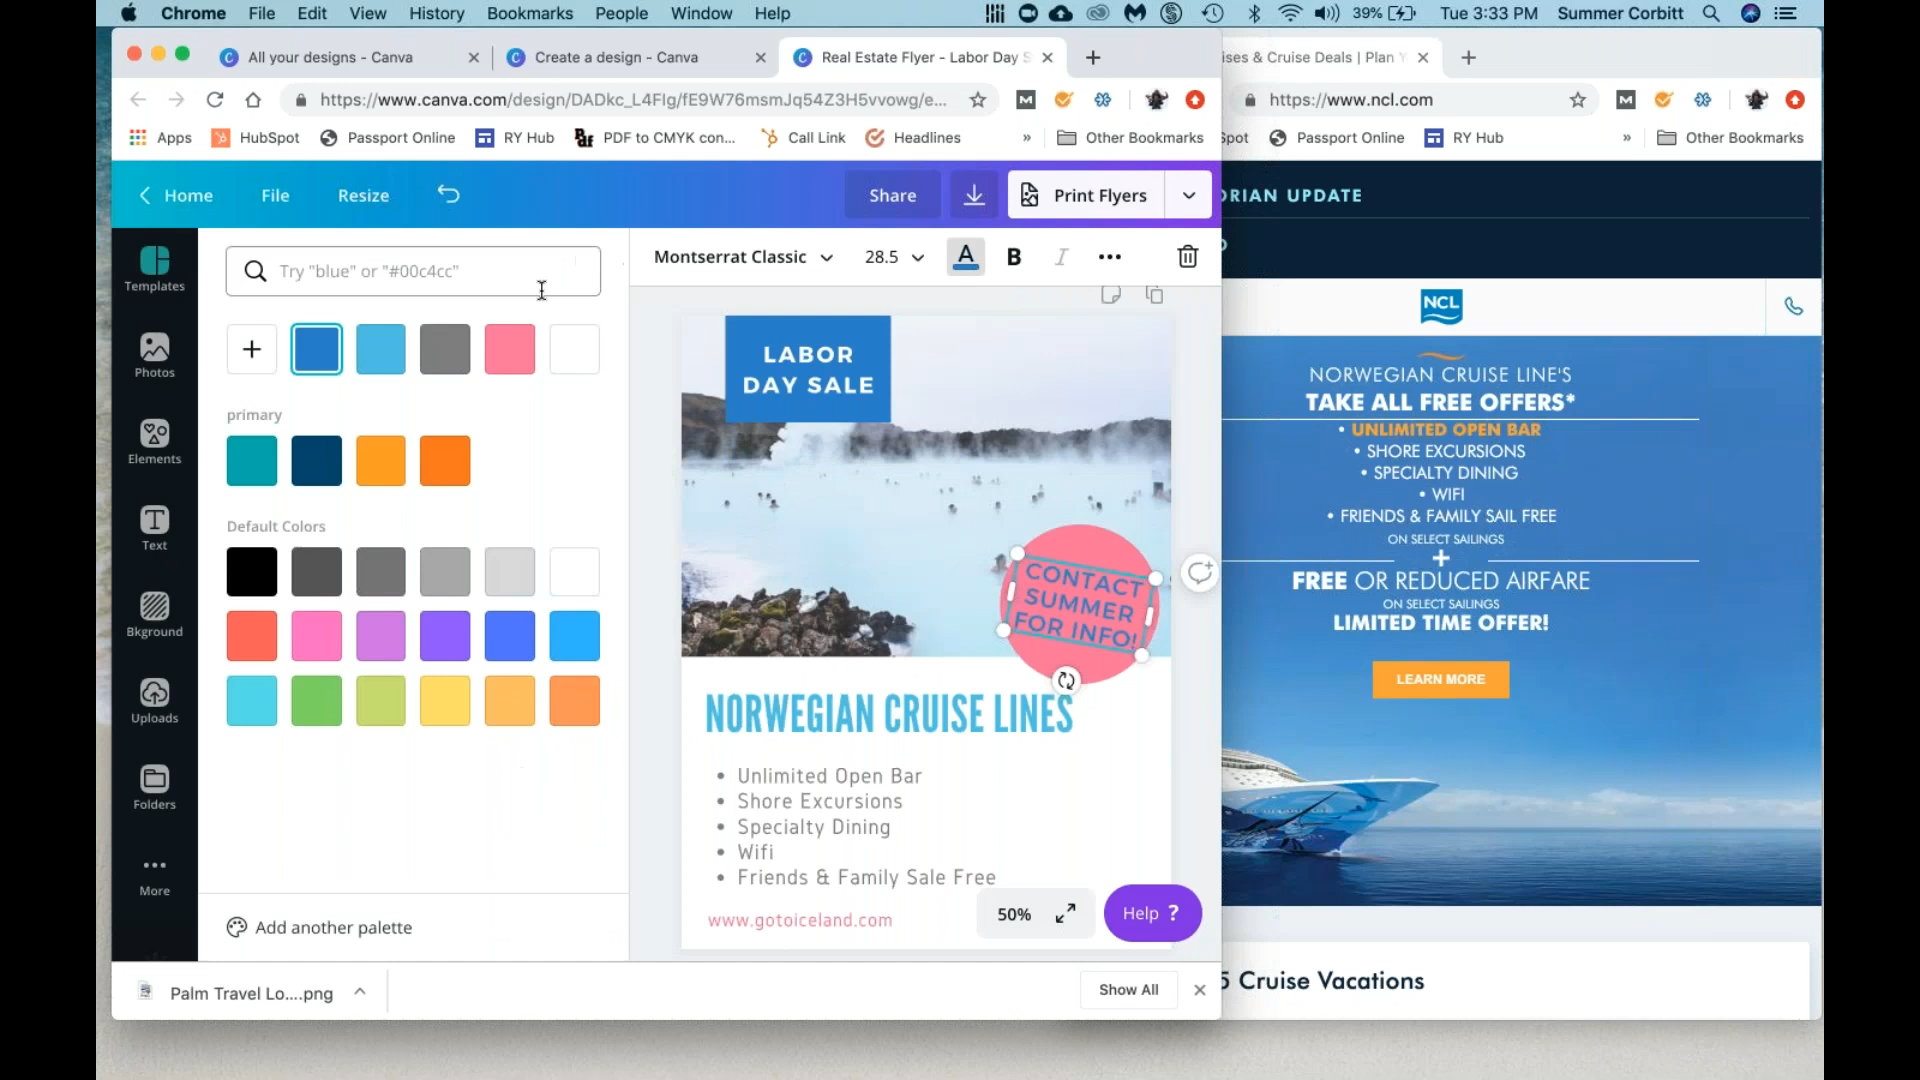 Chrome File Edit View History Bookmarks People Window Help 39% Tue 3:33 PM Summer Corbitt
All your designs - Canva
Create a design - Canva
Real Estate Flyer - Labor Day S
ises & Cruise Deals | Plan Y
https://www.canva.com/design/DADkc_L4FIg/fE9W76msmJq54Z3H5vvowg/e...
https://www.ncl.com
Apps HubSpot Passport Online RY Hub PDF to CMYK con... Call Link Headlines » Other Bookmarks
Spot Passport Online RY Hub » Other Bookmarks
Home File Resize Share Print Flyers
ORIAN UPDATE
Templates
Photos
Elements
Text
Bkground
Uploads
Folders
More
Try "blue" or "#00c4cc"
primary
Default Colors
Add another palette
Montserrat Classic 28.5 A B I
LABOR
DAY SALE
CONTACT
SUMMER
FOR INFO!
NORWEGIAN CRUISE LINES
• Unlimited Open Bar
• Shore Excursions
• Specialty Dining
• Wifi
• Friends & Family Sale Free
www.gotoiceland.com
50%
Help ?
NCL
NORWEGIAN CRUISE LINE'S
TAKE ALL FREE OFFERS*
• UNLIMITED OPEN BAR
• SHORE EXCURSIONS
• SPECIALTY DINING
• WIFI
• FRIENDS & FAMILY SAIL FREE
ON SELECT SAILINGS
+
FREE OR REDUCED AIRFARE
ON SELECT SAILINGS
LIMITED TIME OFFER!
LEARN MORE
5 Cruise Vacations
Palm Travel Lo....png
Show All